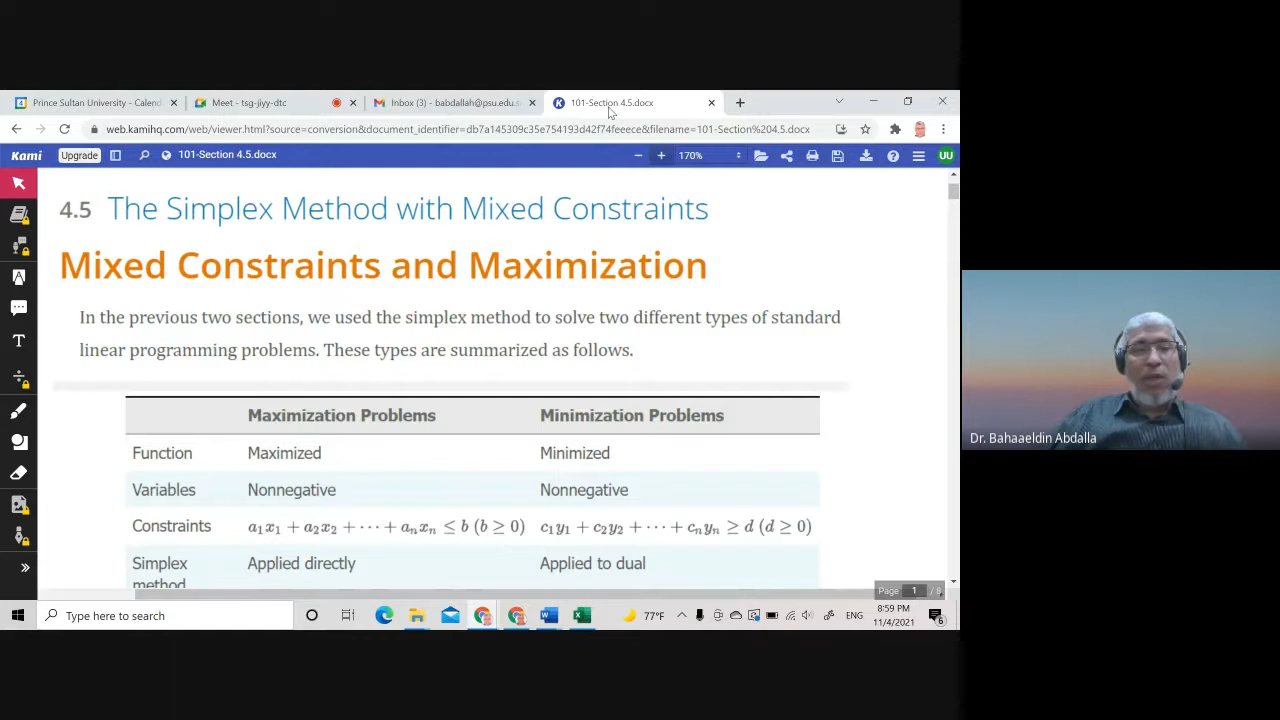 Prince Sultan University - Calend
Meet - tsg-jiyy-dtc
Inbox (3) - babdallah@psu.edu.s
101-Section 4.5.docx
web.kamihq.com/web/viewer.html?source=conversion&document_identifier=db7a145309c35e754193d42f74feeece&filename=101-Section%204.5.docx
Kami
Upgrade
101-Section 4.5.docx
170%
UU
4.5 The Simplex Method with Mixed Constraints
Mixed Constraints and Maximization
In the previous two sections, we used the simplex method to solve two different types of standard
linear programming problems. These types are summarized as follows.
Maximization Problems Minimization Problems
Function Maximized Minimized
Variables Nonnegative Nonnegative
Constraints a₁x₁ + a₂x₂ + ⋯ + aₙxₙ ≤ b (b ≥ 0) c₁y₁ + c₂y₂ + ⋯ + cₙyₙ ≥ d (d ≥ 0)
Simplex Applied directly Applied to dual
method
Page 1 / 8
Dr. Bahaaeldin Abdalla
Type here to search
77°F
ENG
8:59 PM
11/4/2021
6